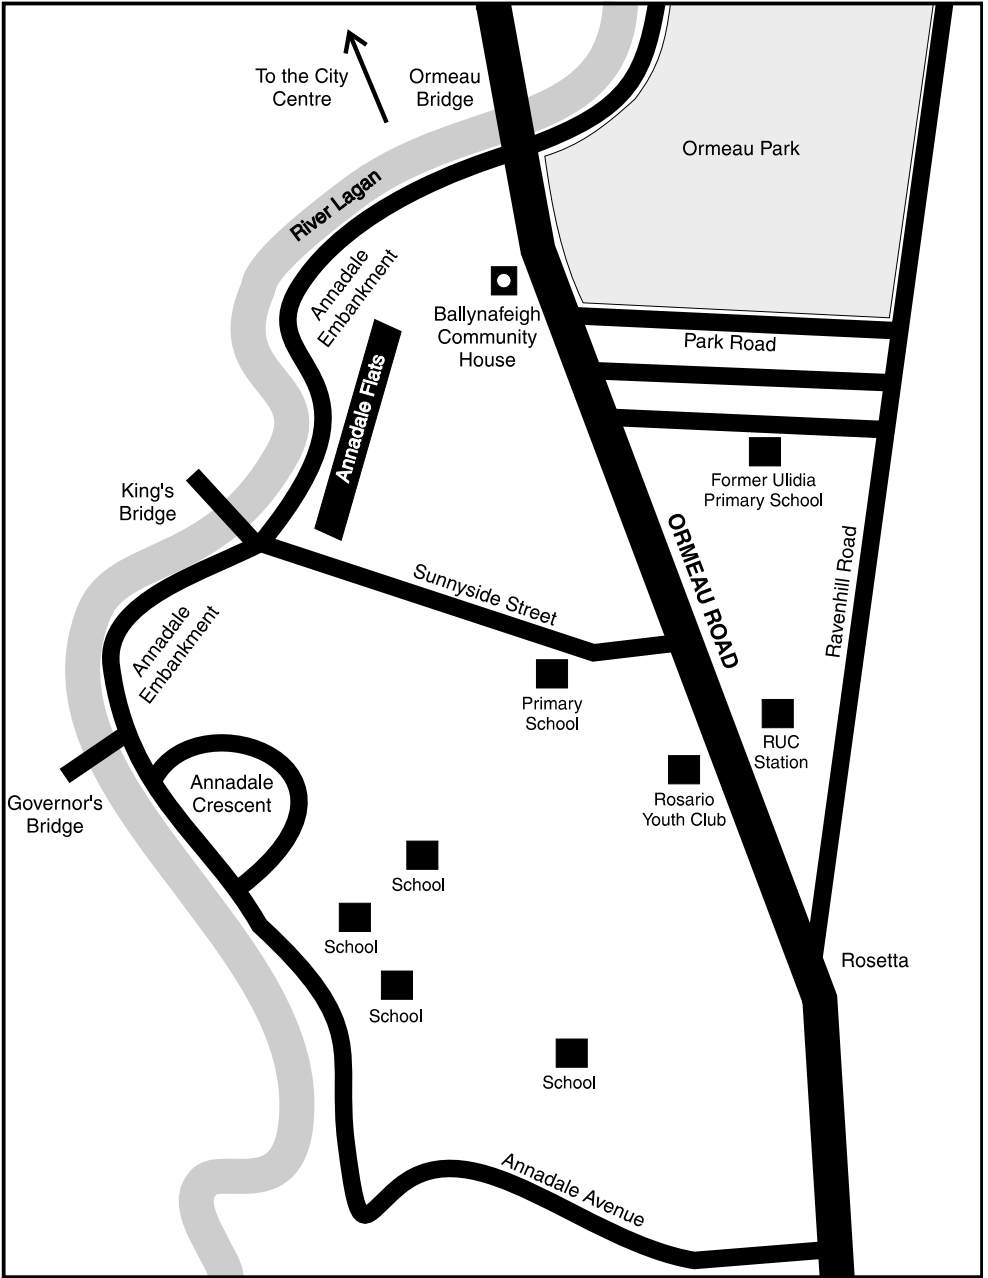 To the City
Centre
Ormeau
Bridge
Ormeau Park
River Lagan
Annadale
Embankment
Ballynafeigh
Community
House
Park Road
Annadale Flats
King's
Bridge
Former Ulidia
Primary School
ORMEAU ROAD
Ravenhill Road
Sunnyside Street
Annadale
Embankment
Primary
School
RUC
Station
Annadale
Crescent
Governor's
Bridge
Rosario
Youth Club
School
School
School
Rosetta
School
Annadale Avenue